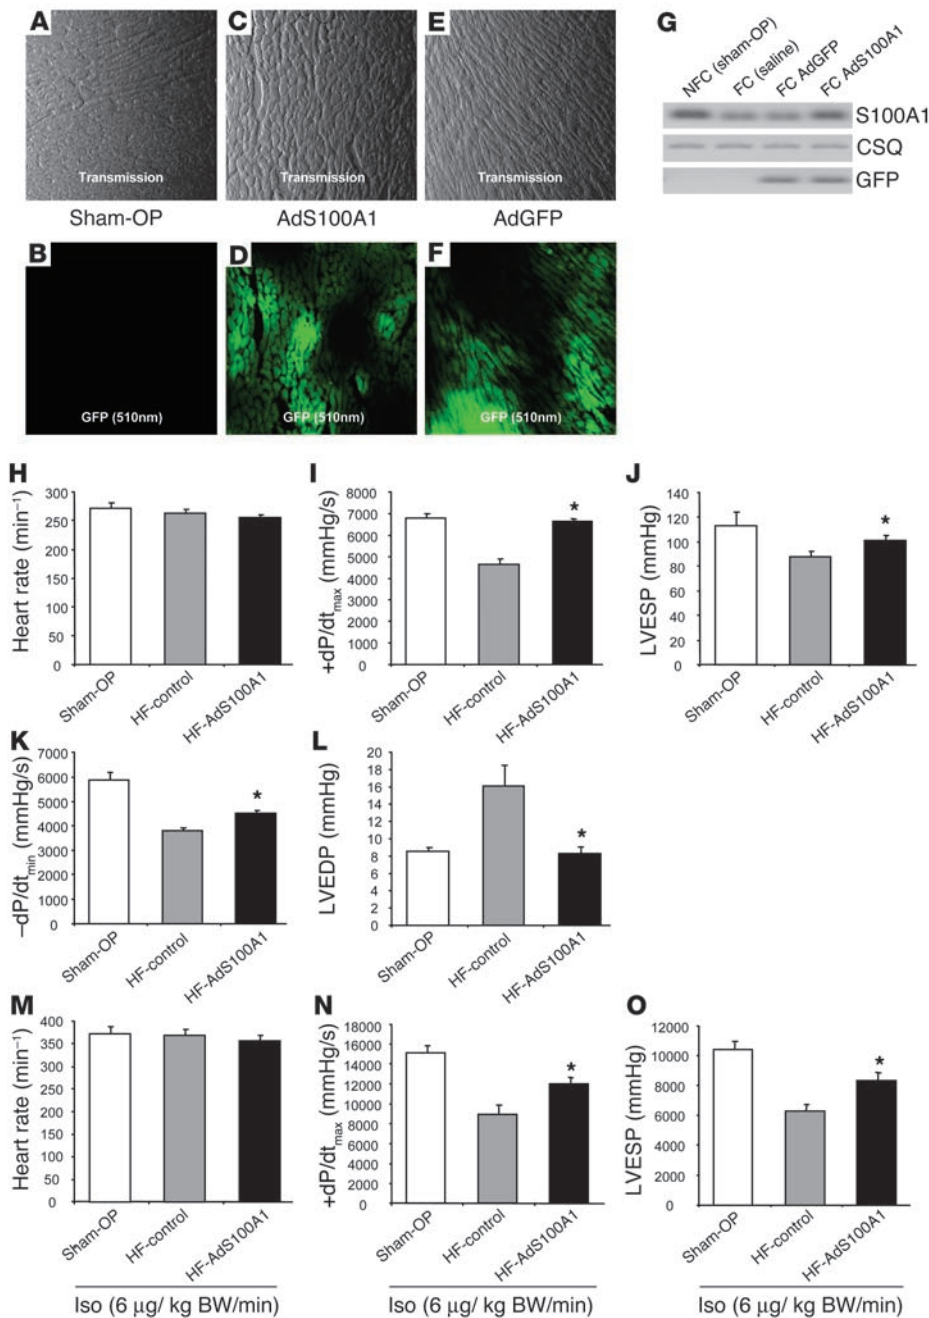 A
Transmission
Sham-OP
C
Transmission
AdS100A1
E
Transmission
AdGFP
G
NFC (sham-OP)
FC (saline)
FC AdGFP
FC AdS100A1
S100A1
CSQ
GFP
B
GFP (510nm)
D
GFP (510nm)
F
GFP (510nm)
H
Heart rate (min⁻¹)
300
250
200
150
100
50
0
Sham-OP
HF-control
HF-AdS100A1
I
+dP/dtmax (mmHg/s)
8000
7000
6000
5000
4000
3000
2000
1000
0
*
Sham-OP
HF-control
HF-AdS100A1
J
LVESP (mmHg)
140
120
100
80
60
40
20
0
*
Sham-OP
HF-control
HF-AdS100A1
K
–dP/dtmin (mmHg/s)
7000
6000
5000
4000
3000
2000
1000
0
*
Sham-OP
HF-control
HF-AdS100A1
L
LVEDP (mmHg)
20
18
16
14
12
10
8
6
4
2
0
*
Sham-OP
HF-control
HF-AdS100A1
M
Heart rate (min⁻¹)
400
350
300
250
200
150
100
50
0
Sham-OP
HF-control
HF-AdS100A1
Iso (6 µg/ kg BW/min)
N
+dP/dtmax (mmHg/s)
18000
16000
14000
12000
10000
8000
6000
4000
2000
0
*
Sham-OP
HF-control
HF-AdS100A1
Iso (6 µg/ kg BW/min)
O
LVESP (mmHg)
12000
10000
8000
6000
4000
2000
0
*
Sham-OP
HF-control
HF-AdS100A1
Iso (6 µg/ kg BW/min)